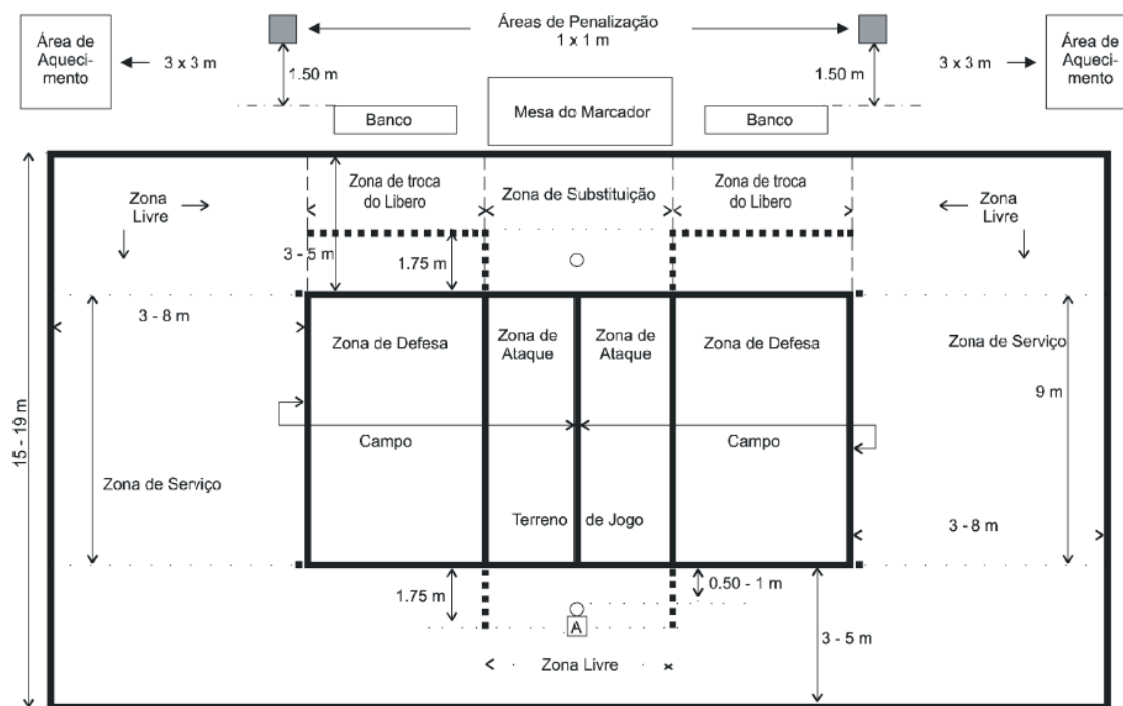 Áreas de Penalização
1 x 1 m
Área de
Aqueci-
mento
3 x 3 m
1.50 m
1.50 m
3 x 3 m
Área de
Aqueci-
mento
Banco
Mesa do Marcador
Banco
Zona
Livre
Zona de troca
do Libero
Zona de Substituição
Zona de troca
do Libero
Zona
Livre
3 - 5 m
1.75 m
3 - 8 m
Zona de Defesa
Zona de
Ataque
Zona de
Ataque
Zona de Defesa
Zona de Serviço
9 m
15 - 19 m
Campo
Campo
Zona de Serviço
Terreno de Jogo
3 - 8 m
1.75 m
0.50 - 1 m
A
3 - 5 m
Zona Livre